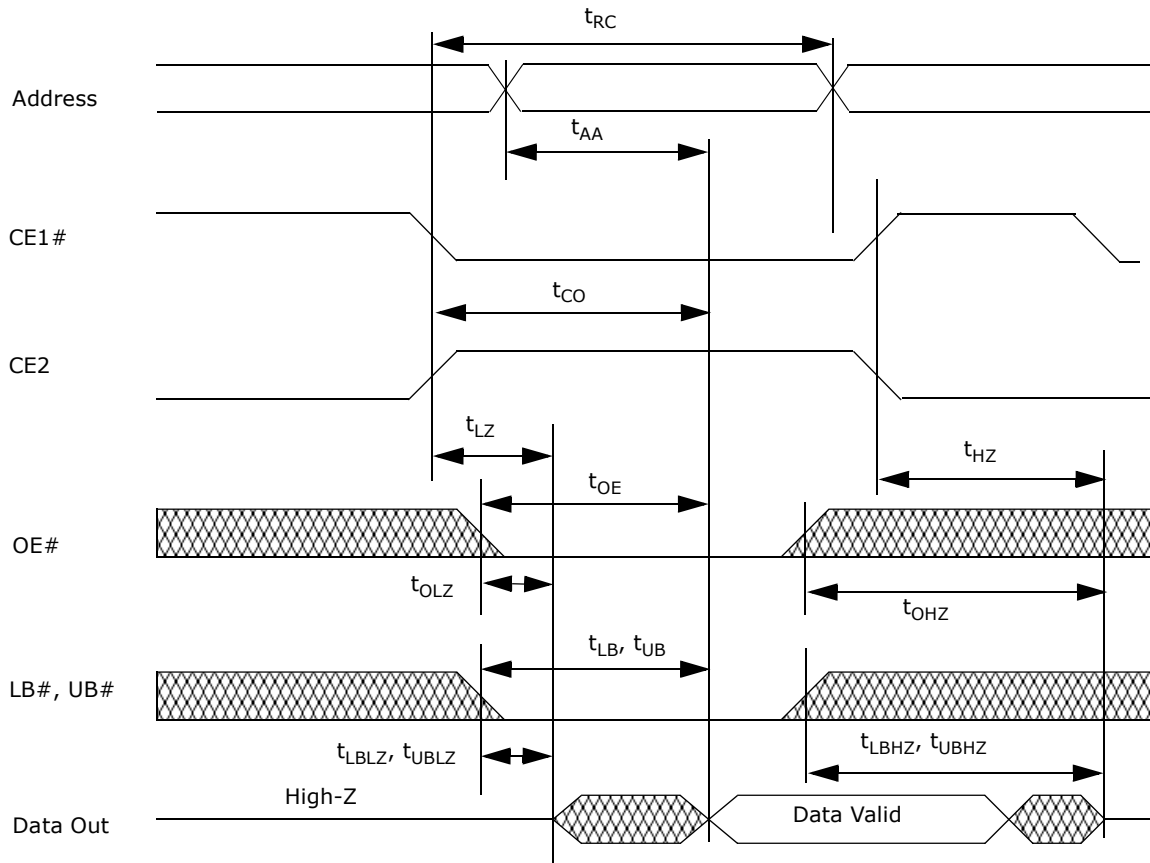 tRC
Address
tAA
CE1#
tCO
CE2
tLZ
tHZ
tOE
OE#
tOLZ
tOHZ
tLB, tUB
LB#, UB#
tLBLZ, tUBLZ
tLBHZ, tUBHZ
High-Z
Data Valid
Data Out